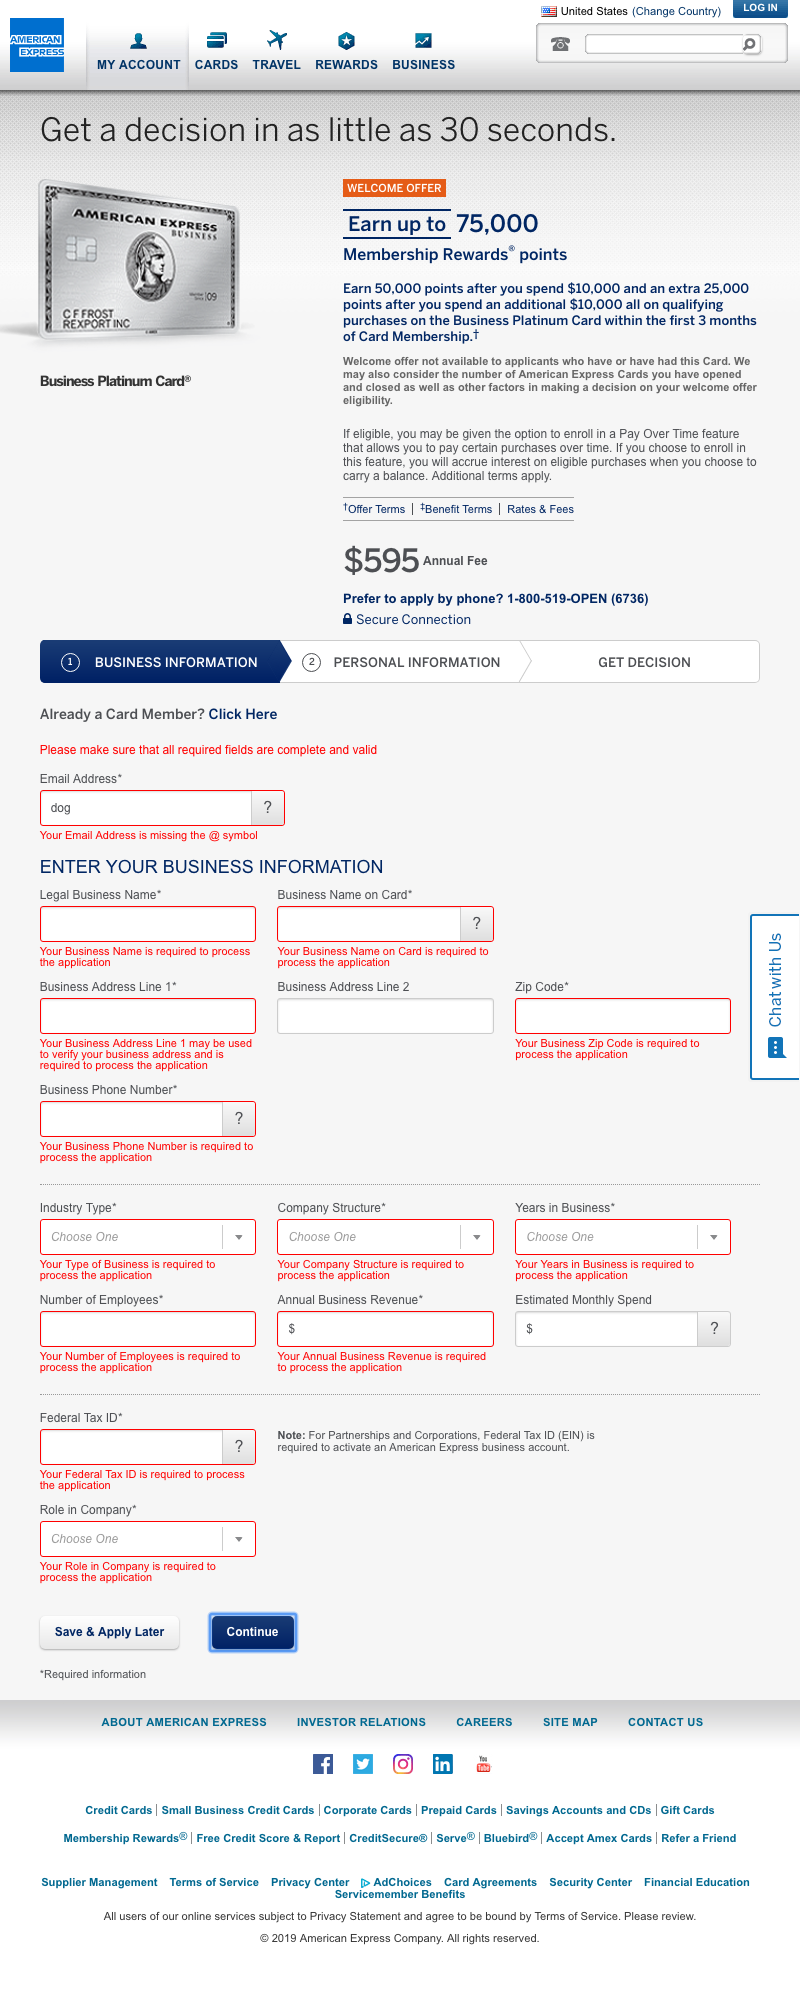 United States (Change Country)
LOG IN
AMERICAN
EXPRESS
MY ACCOUNT
CARDS
TRAVEL
REWARDS
BUSINESS
Get a decision in as little as 30 seconds.
AMERICAN EXPRESS
BUSINESS
Member Since 09
C F FROST
REXPORT INC
AMEX
Business Platinum Card®
WELCOME OFFER
Earn up to 75,000
Membership Rewards® points
Earn 50,000 points after you spend $10,000 and an extra 25,000
points after you spend an additional $10,000 all on qualifying
purchases on the Business Platinum Card within the first 3 months
of Card Membership.†
Welcome offer not available to applicants who have or have had this Card. We
may also consider the number of American Express Cards you have opened
and closed as well as other factors in making a decision on your welcome offer
eligibility.
If eligible, you may be given the option to enroll in a Pay Over Time feature
that allows you to pay certain purchases over time. If you choose to enroll in
this feature, you will accrue interest on eligible purchases when you choose to
carry a balance. Additional terms apply.
†Offer Terms | ‡Benefit Terms | Rates & Fees
$595 Annual Fee
Prefer to apply by phone? 1-800-519-OPEN (6736)
Secure Connection
1 BUSINESS INFORMATION
2 PERSONAL INFORMATION
GET DECISION
Already a Card Member? Click Here
Please make sure that all required fields are complete and valid
Email Address*
dog ?
Your Email Address is missing the @ symbol
ENTER YOUR BUSINESS INFORMATION
Legal Business Name*
Your Business Name is required to process
the application
Business Name on Card*
?
Your Business Name on Card is required to
process the application
Business Address Line 1*
Your Business Address Line 1 may be used
to verify your business address and is
required to process the application
Business Address Line 2
Zip Code*
Your Business Zip Code is required to
process the application
Chat with Us
Business Phone Number*
?
Your Business Phone Number is required to
process the application
Industry Type*
Choose One
Your Type of Business is required to
process the application
Company Structure*
Choose One
Your Company Structure is required to
process the application
Years in Business*
Choose One
Your Years in Business is required to
process the application
Number of Employees*
Your Number of Employees is required to
process the application
Annual Business Revenue*
$
Your Annual Business Revenue is required
to process the application
Estimated Monthly Spend
$ ?
Federal Tax ID*
?
Your Federal Tax ID is required to process
the application
Note: For Partnerships and Corporations, Federal Tax ID (EIN) is
required to activate an American Express business account.
Role in Company*
Choose One
Your Role in Company is required to
process the application
Save & Apply Later
Continue
*Required information
ABOUT AMERICAN EXPRESS INVESTOR RELATIONS CAREERS SITE MAP CONTACT US
You Tube
Credit Cards | Small Business Credit Cards | Corporate Cards | Prepaid Cards | Savings Accounts and CDs | Gift Cards
Membership Rewards® | Free Credit Score & Report | CreditSecure® | Serve® | Bluebird® | Accept Amex Cards | Refer a Friend
Supplier Management Terms of Service Privacy Center AdChoices Card Agreements Security Center Financial Education
Servicemember Benefits
All users of our online services subject to Privacy Statement and agree to be bound by Terms of Service. Please review.
© 2019 American Express Company. All rights reserved.